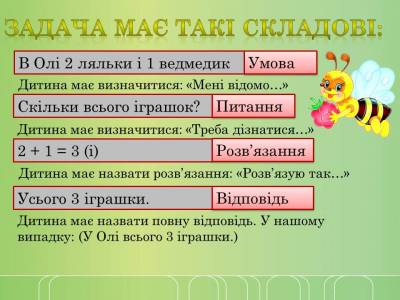 ЗАДАЧА МАЄ ТАКІ СКЛАДОВІ:
В Олі 2 ляльки і 1 ведмедик Умова
Дитина має визначитися: «Мені відомо…»
Скільки всього іграшок? Питання
Дитина має визначитися: «Треба дізнатися…»
2 + 1 = 3 (і) Розв’язання
Дитина має назвати розв’язання: «Розв’язую так…»
Усього 3 іграшки. Відповідь
Дитина має назвати повну відповідь. У нашому
випадку: (У Олі всього 3 іграшки.)